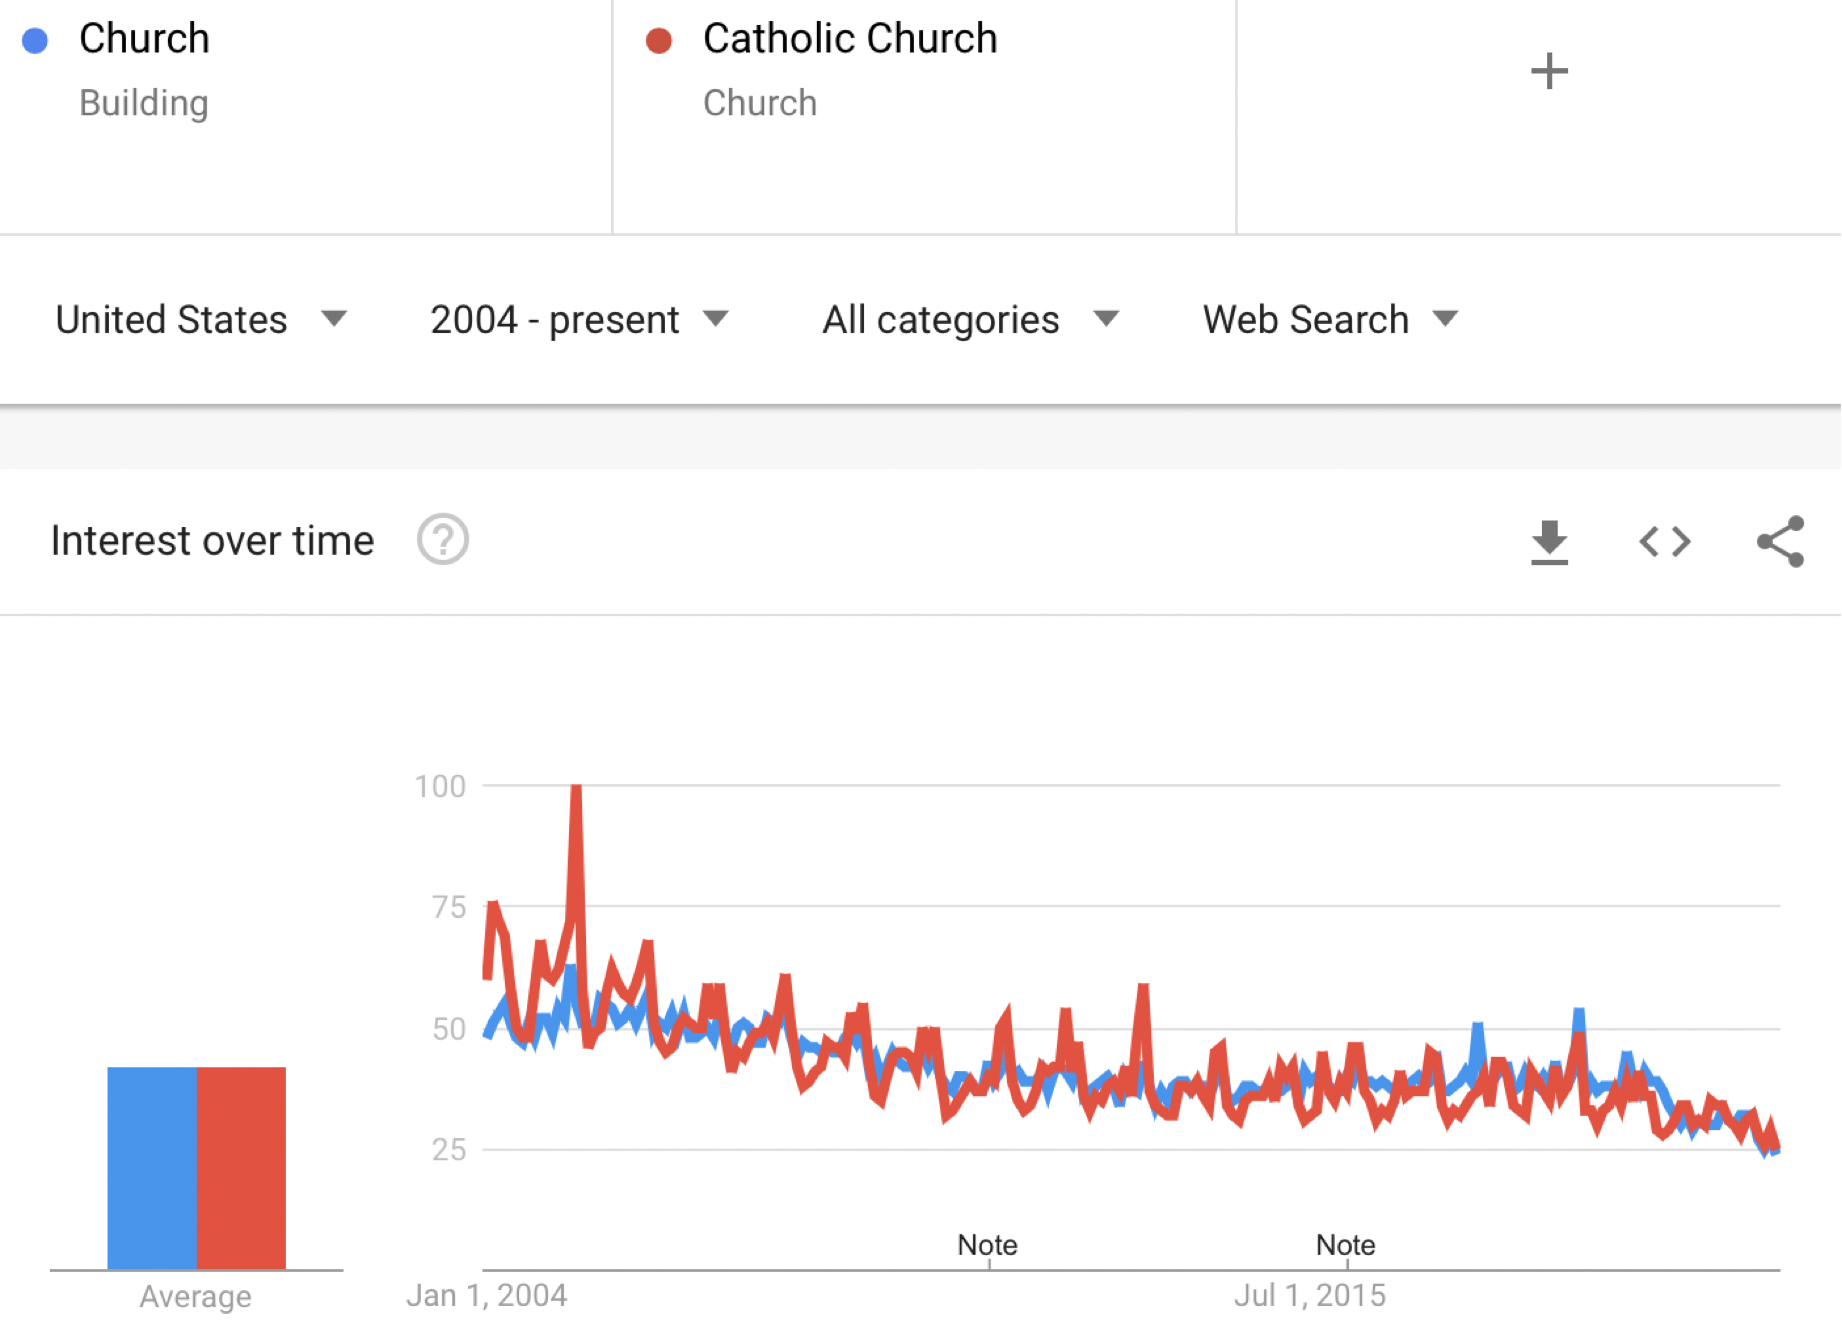 Church
Building
Catholic Church
Church
United States
2004 - present
All categories
Web Search
Interest over time
100
75
50
25
Note
Note
Average
Jan 1, 2004
Jul 1, 2015